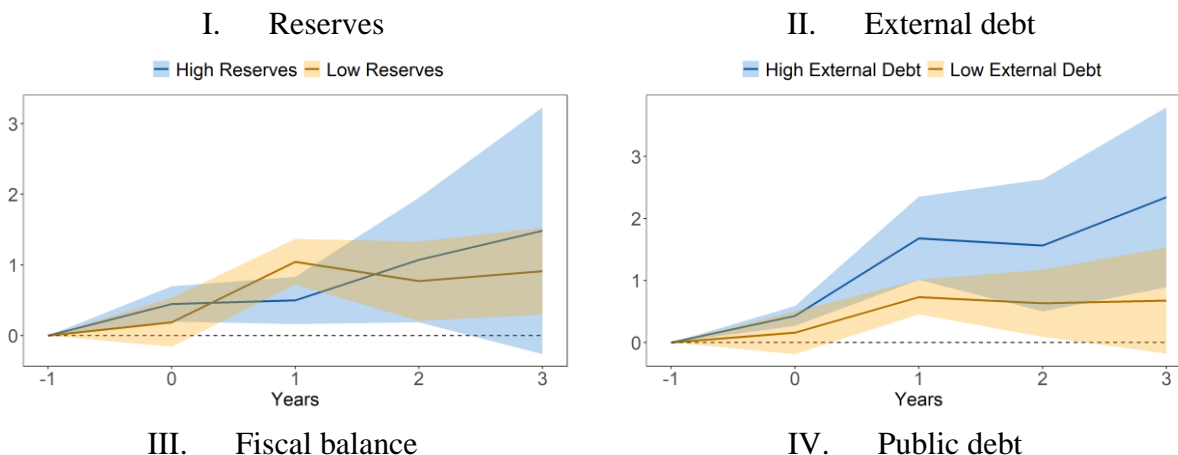 I. Reserves
II. External debt
High Reserves Low Reserves
High External Debt Low External Debt
3
2
1
0
-1 0 1 2 3
Years
3
2
1
0
-1 0 1 2 3
Years
III. Fiscal balance
IV. Public debt